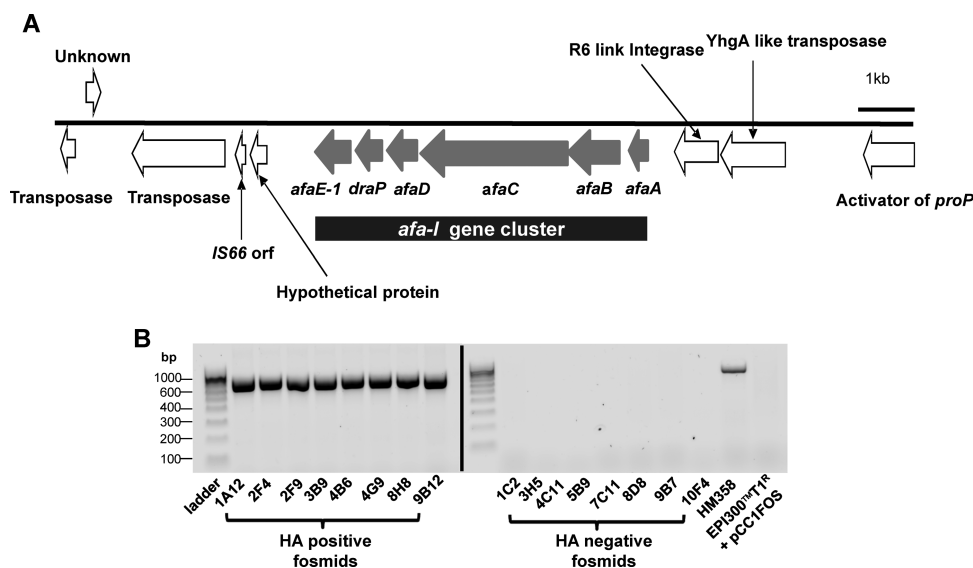 A
Unknown
R6 link Integrase
YhgA like transposase
1kb
Transposase
Transposase
afaE-1
draP
afaD
afaC
afaB
afaA
Activator of proP
afa-I gene cluster
IS66 orf
Hypothetical protein
B
bp
1000
600
400
300
200
100
ladder
1A12
2F4
2F9
3B9
4B6
4G9
8H8
9B12
1C2
3H5
4C11
5B9
7C11
8D8
9B7
10F4
HM358
EPI300™T1ᴿ
+ pCC1FOS
HA positive
fosmids
HA negative
fosmids